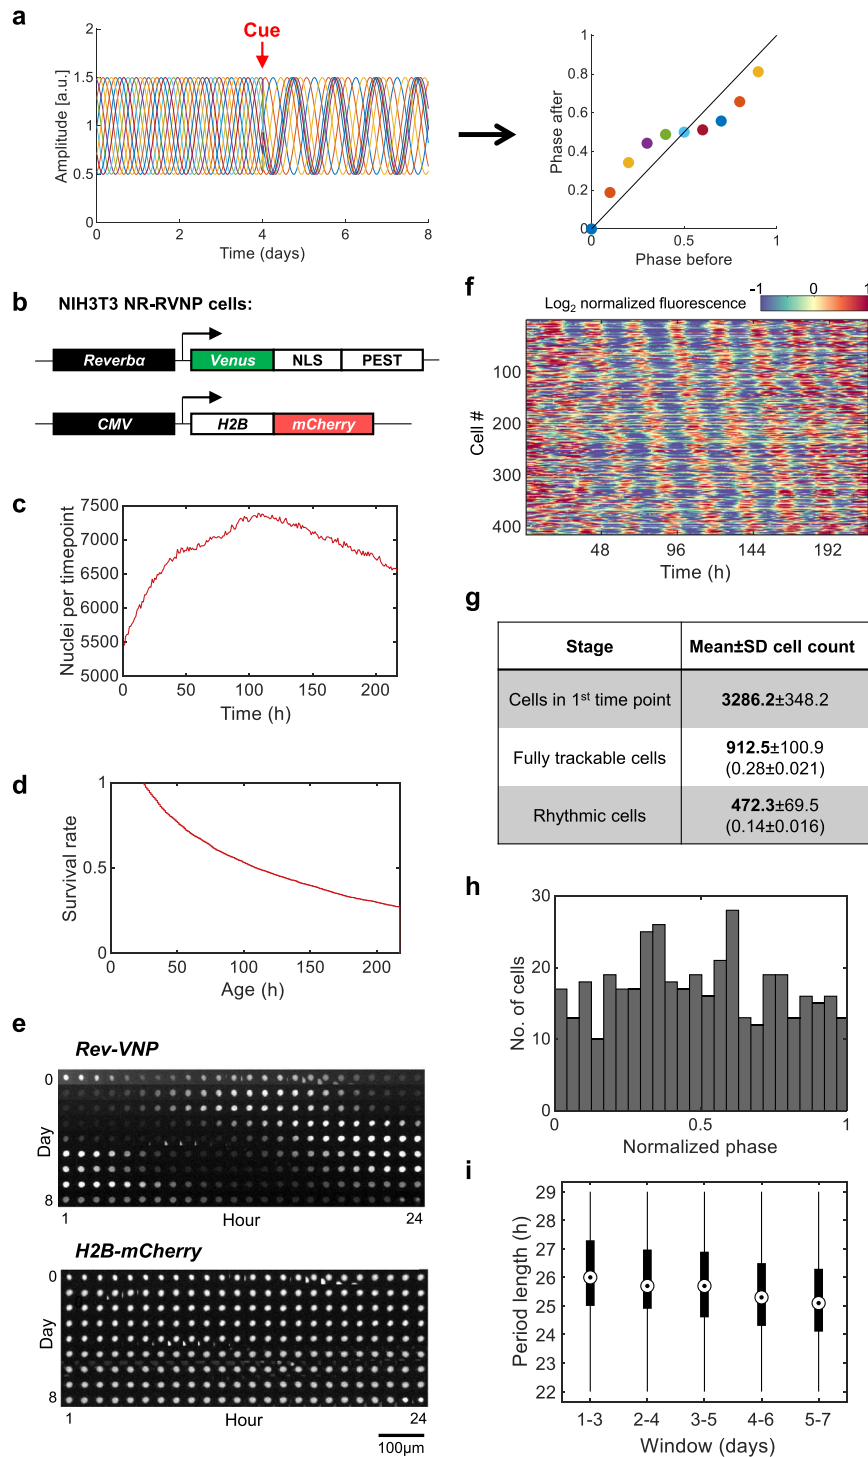 a
Cue
Amplitude [a.u.]
2
1.5
1
0.5
0
0
2
4
6
8
Time (days)
Phase after
1
0.8
0.6
0.4
0.2
0
0
0.5
1
Phase before
b
NIH3T3 NR-RVNP cells:
Reverbα
Venus
NLS
PEST
CMV
H2B
mCherry
c
Nuclei per timepoint
7500
7000
6500
6000
5500
5000
0
50
100
150
200
Time (h)
d
Survival rate
1
0.5
0
0
50
100
150
200
Age (h)
e
Rev-VNP
Day
0
8
1
Hour
24
H2B-mCherry
Day
0
8
1
Hour
24
100µm
f
Log2 normalized fluorescence
-1
0
1
Cell #
100
200
300
400
48
96
144
192
Time (h)
g
Stage
Mean±SD cell count
Cells in 1st time point
3286.2±348.2
Fully trackable cells
912.5±100.9
(0.28±0.021)
Rhythmic cells
472.3±69.5
(0.14±0.016)
h
No. of cells
30
20
10
0
0
0.5
1
Normalized phase
i
Period length (h)
29
28
27
26
25
24
23
22
1-3
2-4
3-5
4-6
5-7
Window (days)